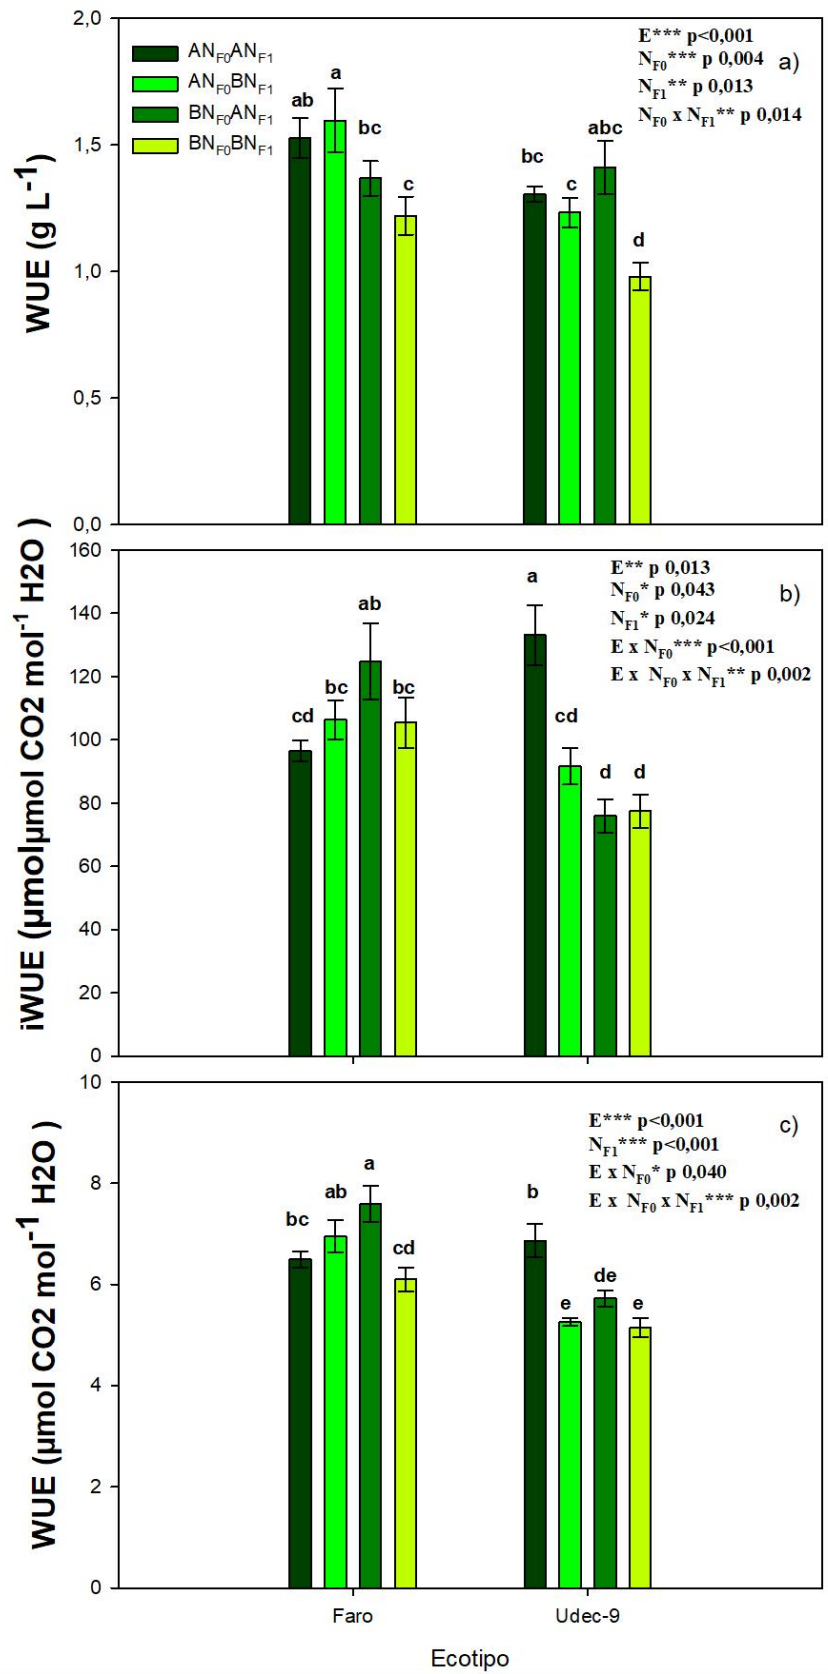 2,0
1,5
1,0
0,5
0,0
WUE (g L-1)
ANF0ANF1
ANF0BNF1
BNF0ANF1
BNF0BNF1
E*** p<0,001
NF0*** p 0,004
NF1** p 0,013
NF0 x NF1** p 0,014
a)
ab
a
bc
c
bc
c
abc
d
160
140
120
100
80
60
40
20
0
iWUE (µmolµmol CO2 mol-1 H2O )
E** p 0,013
NF0* p 0,043
NF1* p 0,024
E x NF0*** p<0,001
E x NF0 x NF1** p 0,002
b)
cd
bc
ab
bc
a
cd
d
d
10
8
6
4
2
0
WUE (µmol CO2 mol-1 H2O )
E*** p<0,001
NF1*** p<0,001
E x NF0* p 0,040
E x NF0 x NF1*** p 0,002
c)
bc
ab
a
cd
b
e
de
e
Faro
Udec-9
Ecotipo